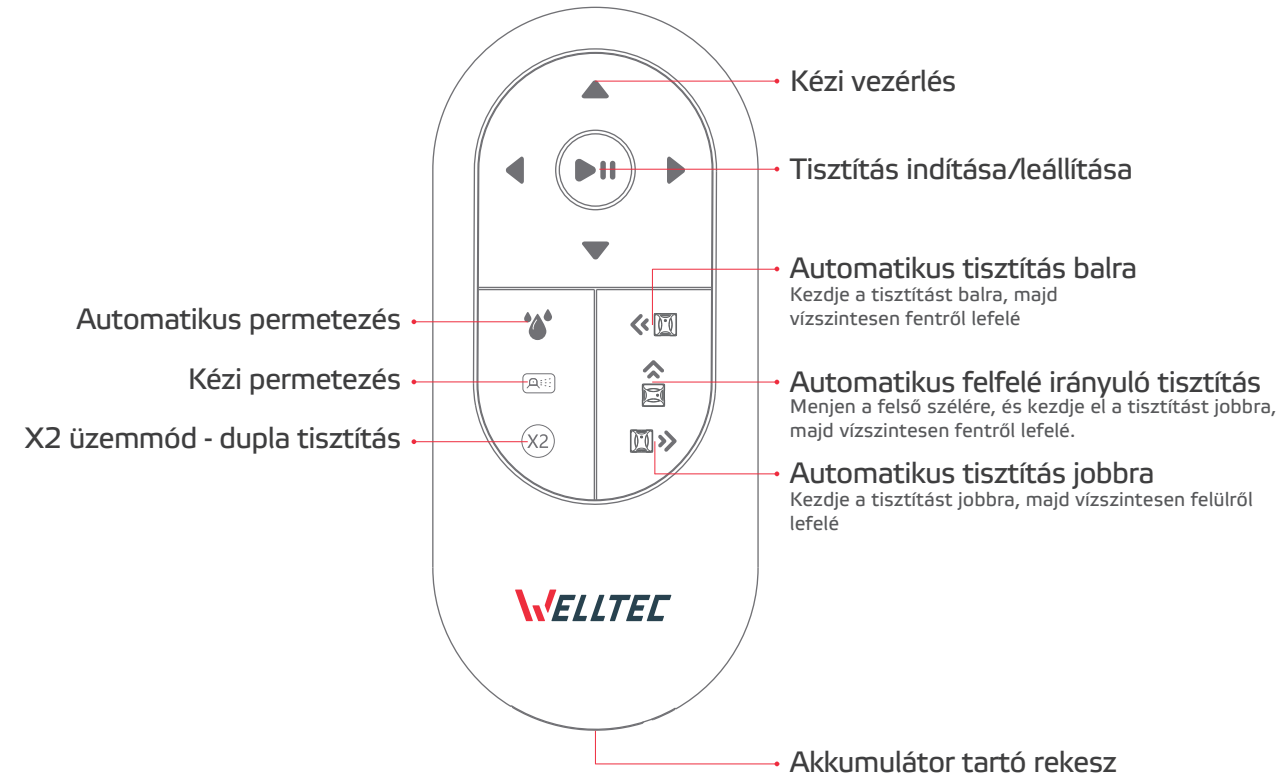 Kézi vezérlés
Tisztítás indítása/leállítása
Automatikus tisztítás balra
Kezdje a tisztítást balra, majd
vízszintesen fentről lefelé
Automatikus permetezés
Kézi permetezés
Automatikus felfelé irányuló tisztítás
Menjen a felső szélére, és kezdje el a tisztítást jobbra,
majd vízszintesen fentről lefelé.
X2 üzemmód - dupla tisztítás
X2
Automatikus tisztítás jobbra
Kezdje a tisztítást jobbra, majd vízszintesen felülről
lefelé
WELLTEC
Akkumulátor tartó rekesz